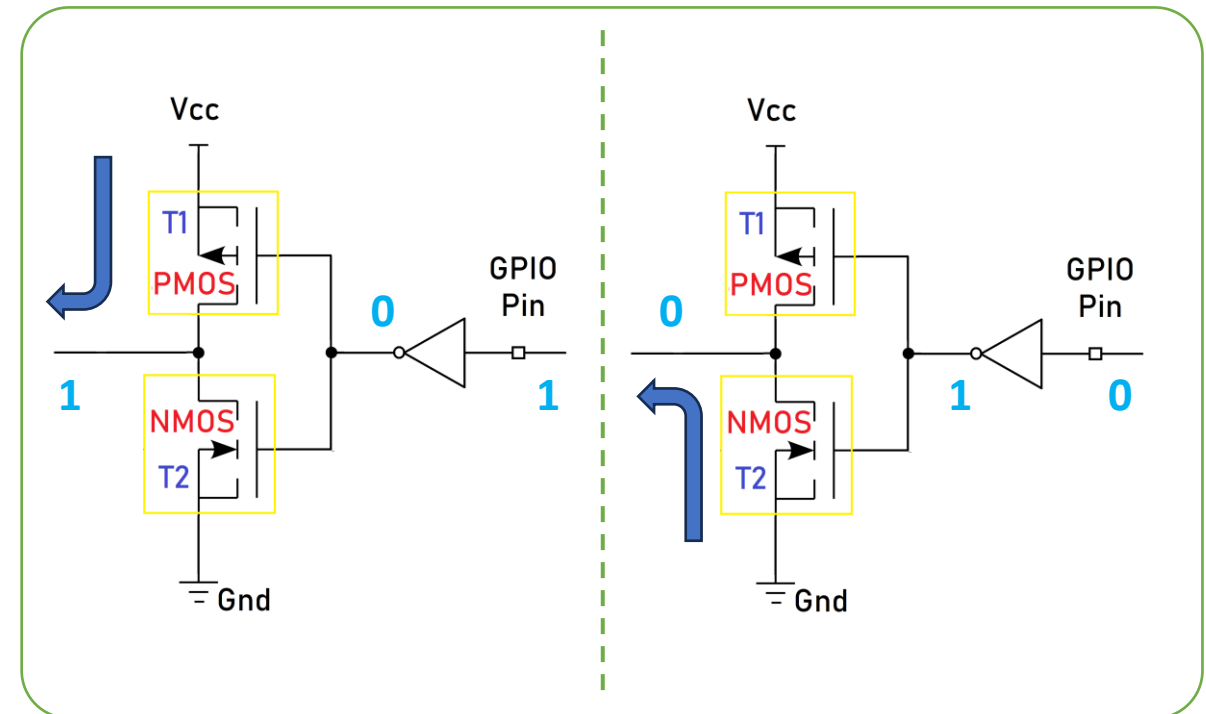 Vcc
T1
PMOS
0
GPIO
Pin
1
1
NMOS
T2
Gnd
Vcc
T1
PMOS
0
GPIO
Pin
1
0
NMOS
T2
Gnd